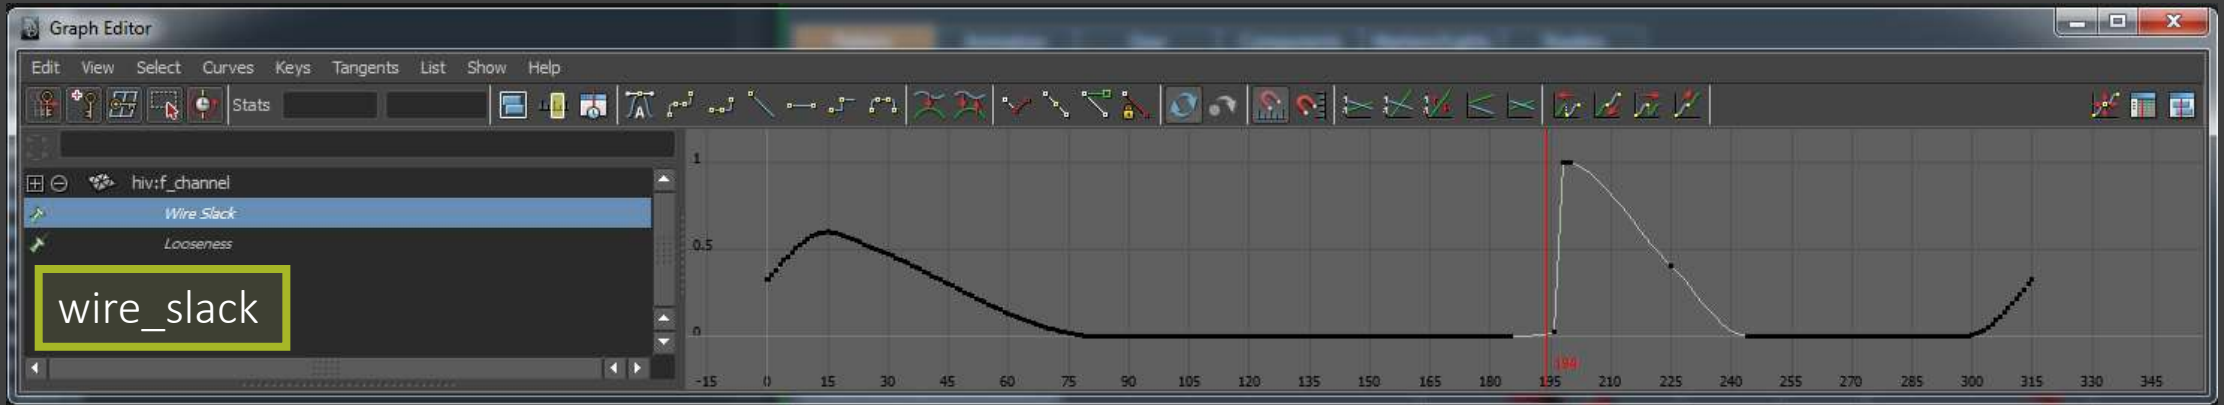 Graph Editor
Edit View Select Curves Keys Tangents List Show Help
Stats
hiv:f_channel
Wire Slack
Looseness
wire_slack
1
0.5
0
194
-15 0 15 30 45 60 75 90 105 120 135 150 165 180 195 210 225 240 255 270 285 300 315 330 345